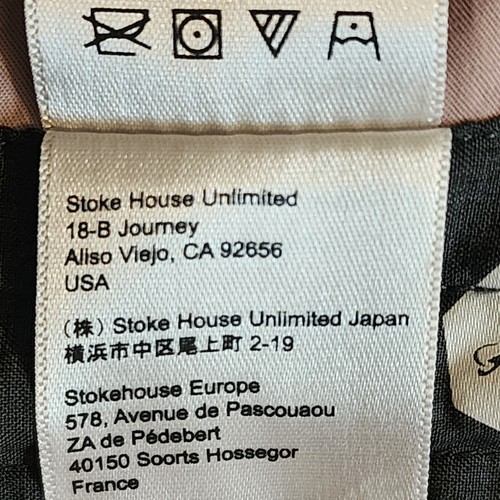 Stoke House Unlimited
18-B Journey
Aliso Viejo, CA 92656
USA
(株) Stoke House Unlimited Japan
横浜市中区尾上町 2-19
Stokehouse Europe
578, Avenue de Pascouaou
ZA de Pédebert
40150 Soorts Hossegor
France